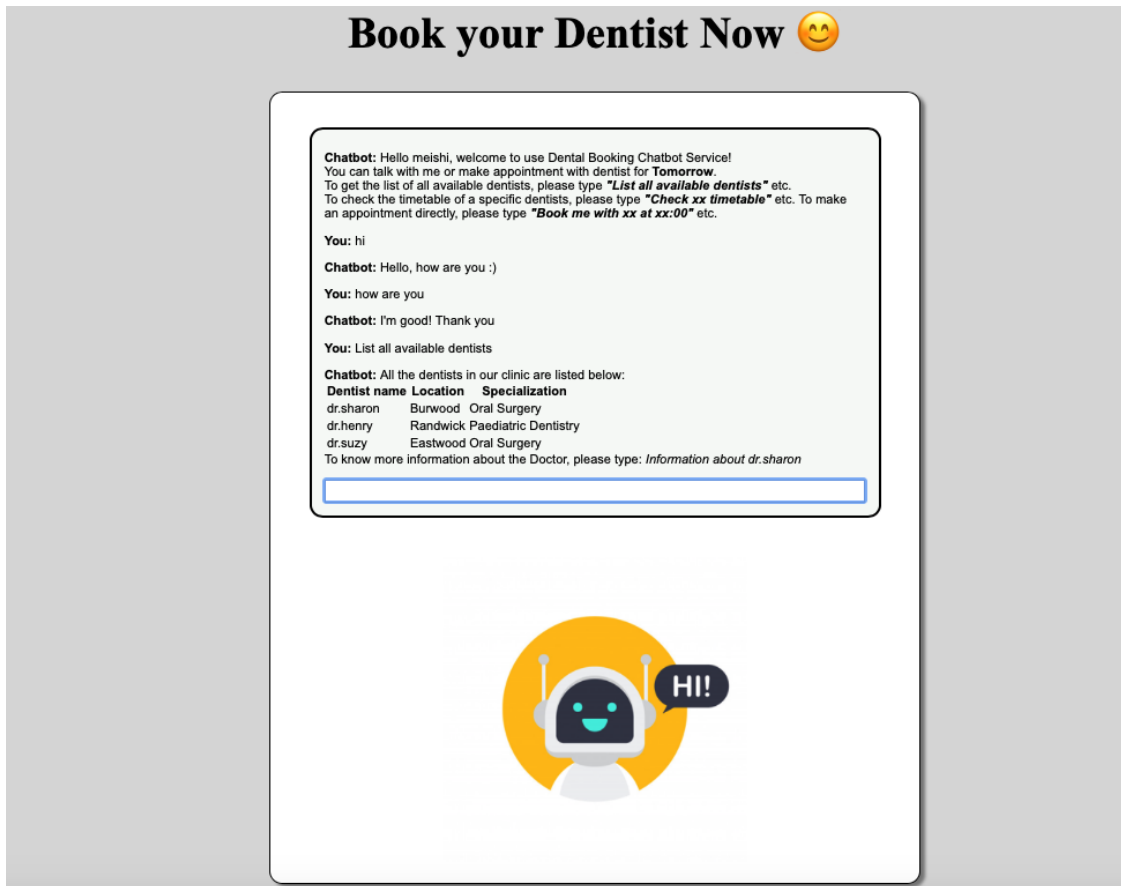 Book your Dentist Now 😊
Chatbot: Hello meishi, welcome to use Dental Booking Chatbot Service!
You can talk with me or make appointment with dentist for Tomorrow.
To get the list of all available dentists, please type "List all available dentists" etc.
To check the timetable of a specific dentists, please type "Check xx timetable" etc. To make
an appointment directly, please type "Book me with xx at xx:00" etc.
You: hi
Chatbot: Hello, how are you :)
You: how are you
Chatbot: I'm good! Thank you
You: List all available dentists
Chatbot: All the dentists in our clinic are listed below:
Dentist name Location Specialization
dr.sharon Burwood Oral Surgery
dr.henry Randwick Paediatric Dentistry
dr.suzy Eastwood Oral Surgery
To know more information about the Doctor, please type: Information about dr.sharon
HI!